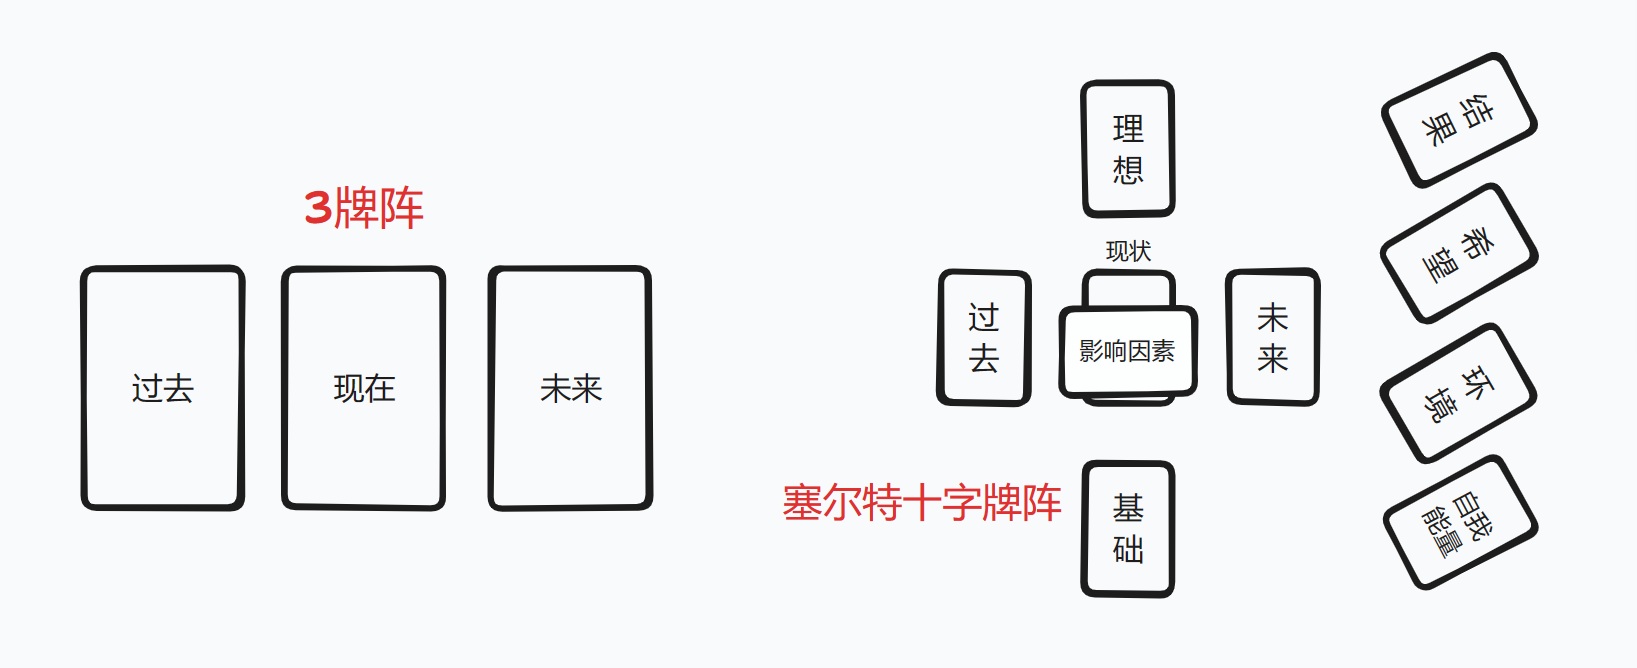 3牌阵
过去
现在
未来
理
想
现状
过
去
影响因素
未
来
塞尔特十字牌阵
基
础
结
果
希
望
环
境
自我
能量